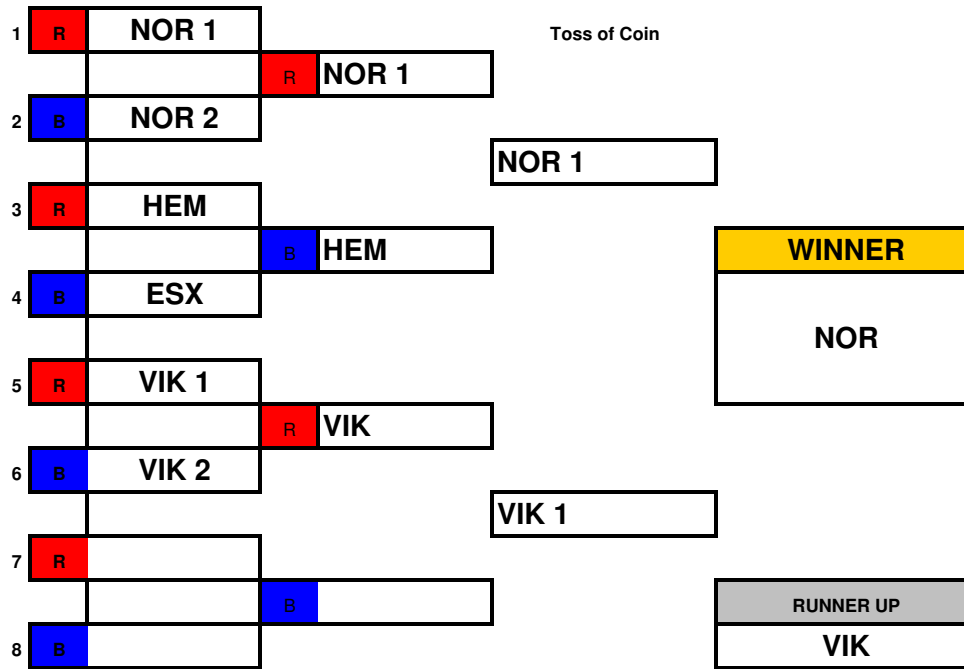 1 R NOR 1 Toss of Coin
R NOR 1
2 B NOR 2
NOR 1
3 R HEM
B HEM WINNER
4 B ESX
NOR
5 R VIK 1
R VIK
6 B VIK 2
VIK 1
7 R
B RUNNER UP
8 B VIK